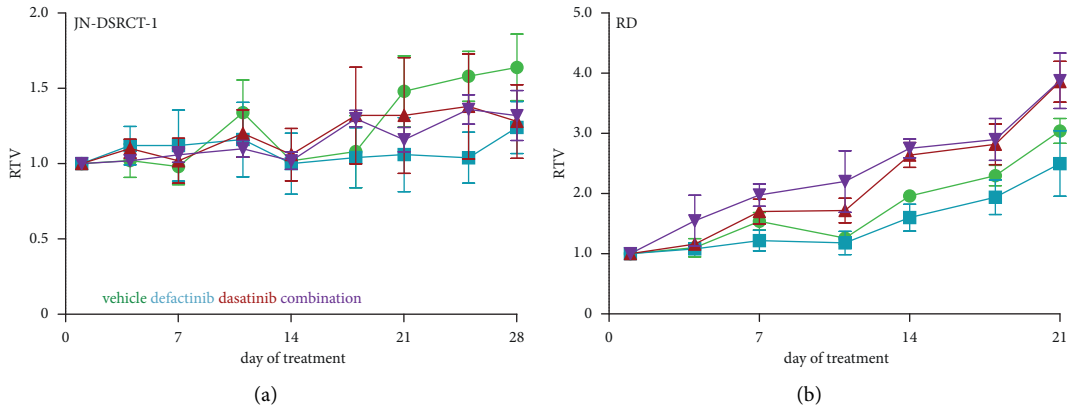 JN-DSRCT-1
2.0
1.5
1.0
0.5
0
RTV
vehicle defactinib dasatinib combination
0 7 14 21 28
day of treatment
(a)
RD
5.0
4.0
3.0
2.0
1.0
0
RTV
0 7 14 21
day of treatment
(b)